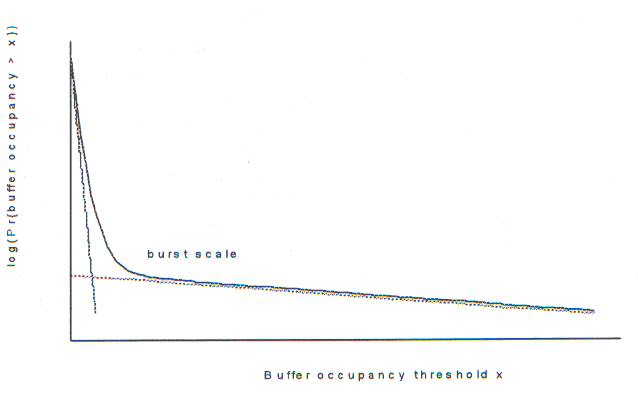 log(Pr{buffer occupancy > x})
burst scale
Buffer occupancy threshold x